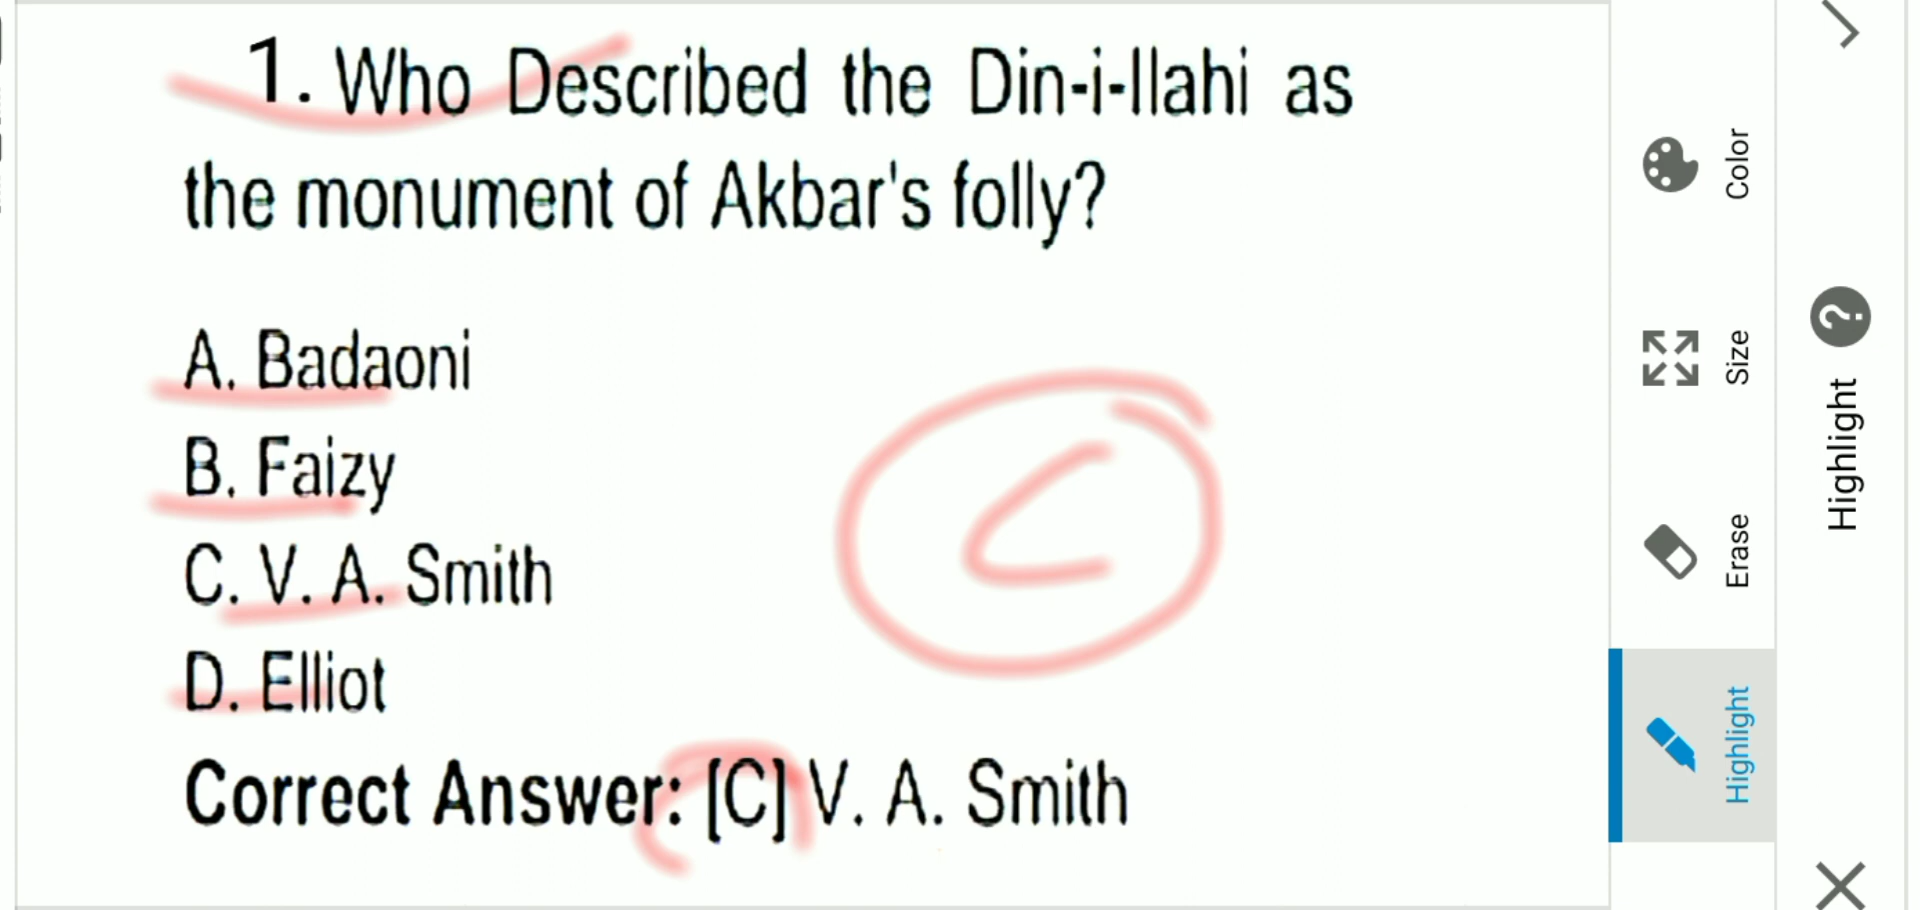 1. Who Described the Din-i-Ilahi as
the monument of Akbar's folly?
A. Badaoni
B. Faizy
C. V. A. Smith
D. Elliot
C
Correct Answer: [C] V. A. Smith
Color
Size
Erase
Highlight
Highlight
?